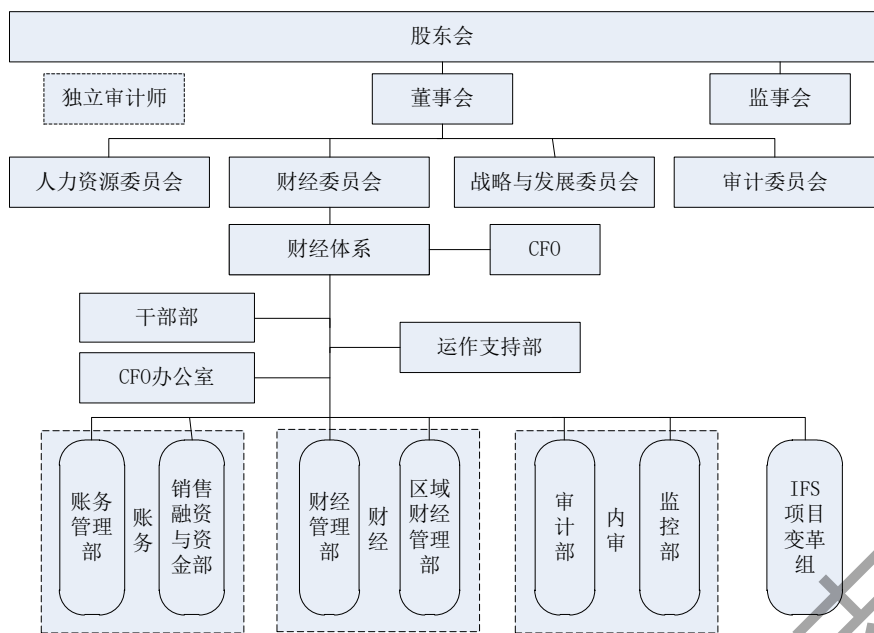 股东会
独立审计师
董事会
监事会
人力资源委员会
财经委员会
战略与发展委员会
审计委员会
财经体系
CFO
干部部
运作支持部
CFO办公室
账务
管理
部
账
务
销售
融资
与资
金部
财经
管理
部
财
经
区域
财经
管理
部
审
计
部
内
审
监
控
部
IFS
项目
变革
组